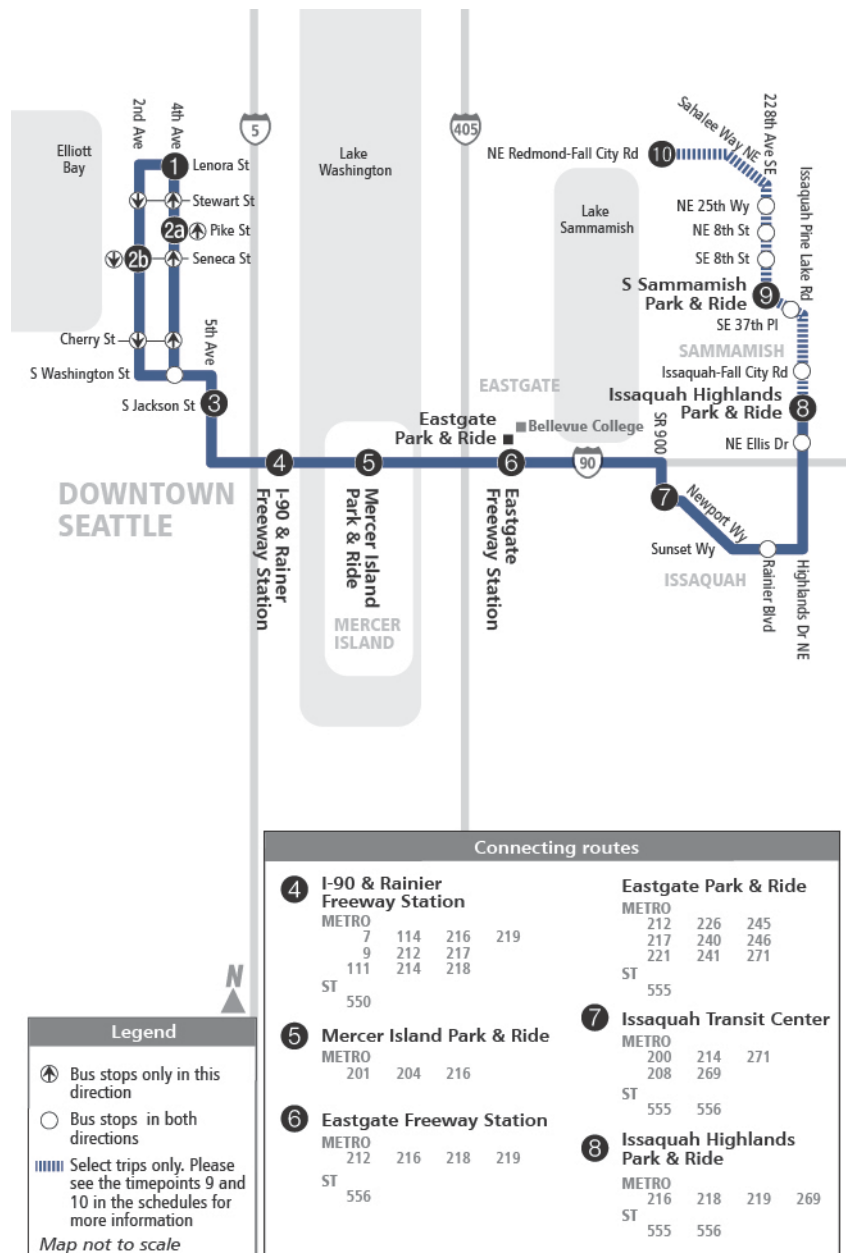 2nd Ave
4th Ave
5
405
Sahalee Way NE
228th Ave SE
Issaquah Pine Lake Rd
Elliott
Bay
1
Lenora St
Lake
Washington
NE Redmond-Fall City Rd
10
Stewart St
2a
Pike St
2b
Seneca St
Lake
Sammamish
NE 25th Wy
NE 8th St
SE 8th St
S Sammamish
Park & Ride
9
SE 37th Pl
Cherry St
5th Ave
S Washington St
SAMMAMISH
Issaquah-Fall City Rd
S Jackson St
3
EASTGATE
Issaquah Highlands
Park & Ride
8
Eastgate
Park & Ride
Bellevue College
SR 900
NE Ellis Dr
4
5
6
90
7
DOWNTOWN
SEATTLE
I-90 & Rainer
Freeway Station
Mercer Island
Park & Ride
Eastgate
Freeway Station
Newport Wy
Sunset Wy
ISSAQUAH
Rainier Blvd
Highlands Dr NE
MERCER
ISLAND
Connecting routes
4
I-90 & Rainier
Freeway Station
METRO
7 114 216 219
9 212 217
111 214 218
ST
550
5
Mercer Island Park & Ride
METRO
201 204 216
6
Eastgate Freeway Station
METRO
212 216 218 219
ST
556
Eastgate Park & Ride
METRO
212 226 245
217 240 246
221 241 271
ST
555
7
Issaquah Transit Center
METRO
200 214 271
208 269
ST
555 556
8
Issaquah Highlands
Park & Ride
METRO
216 218 219 269
ST
555 556
N
Legend
Bus stops only in this
direction
Bus stops in both
directions
Select trips only. Please
see the timepoints 9 and
10 in the schedules for
more information
Map not to scale